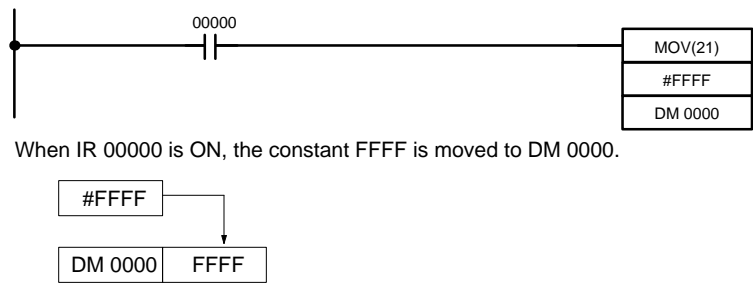 00000
MOV(21)
#FFFF
DM 0000
When IR 00000 is ON, the constant FFFF is moved to DM 0000.
#FFFF
DM 0000 FFFF